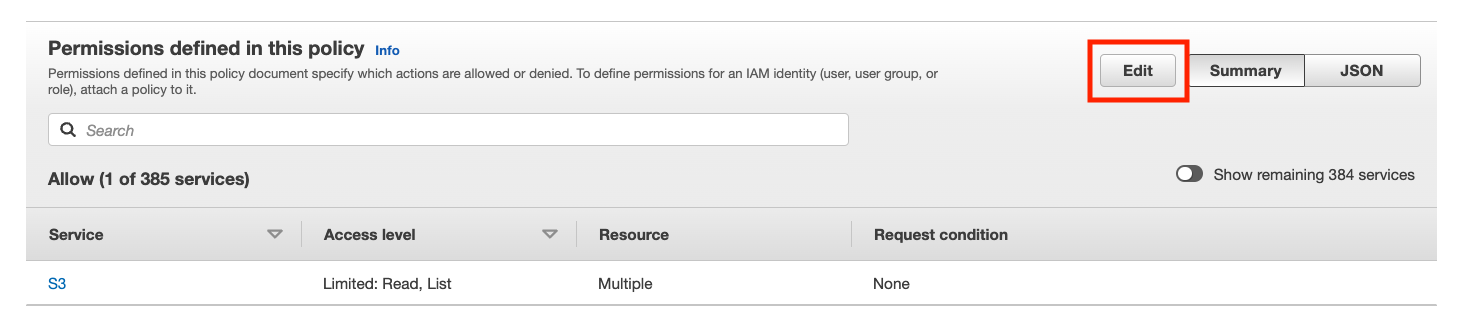 Permissions defined in this policy Info
Permissions defined in this policy document specify which actions are allowed or denied. To define permissions for an IAM identity (user, user group, or
role), attach a policy to it.
Edit Summary JSON
Search
Allow (1 of 385 services)
Show remaining 384 services
Service Access level Resource Request condition
S3 Limited: Read, List Multiple None